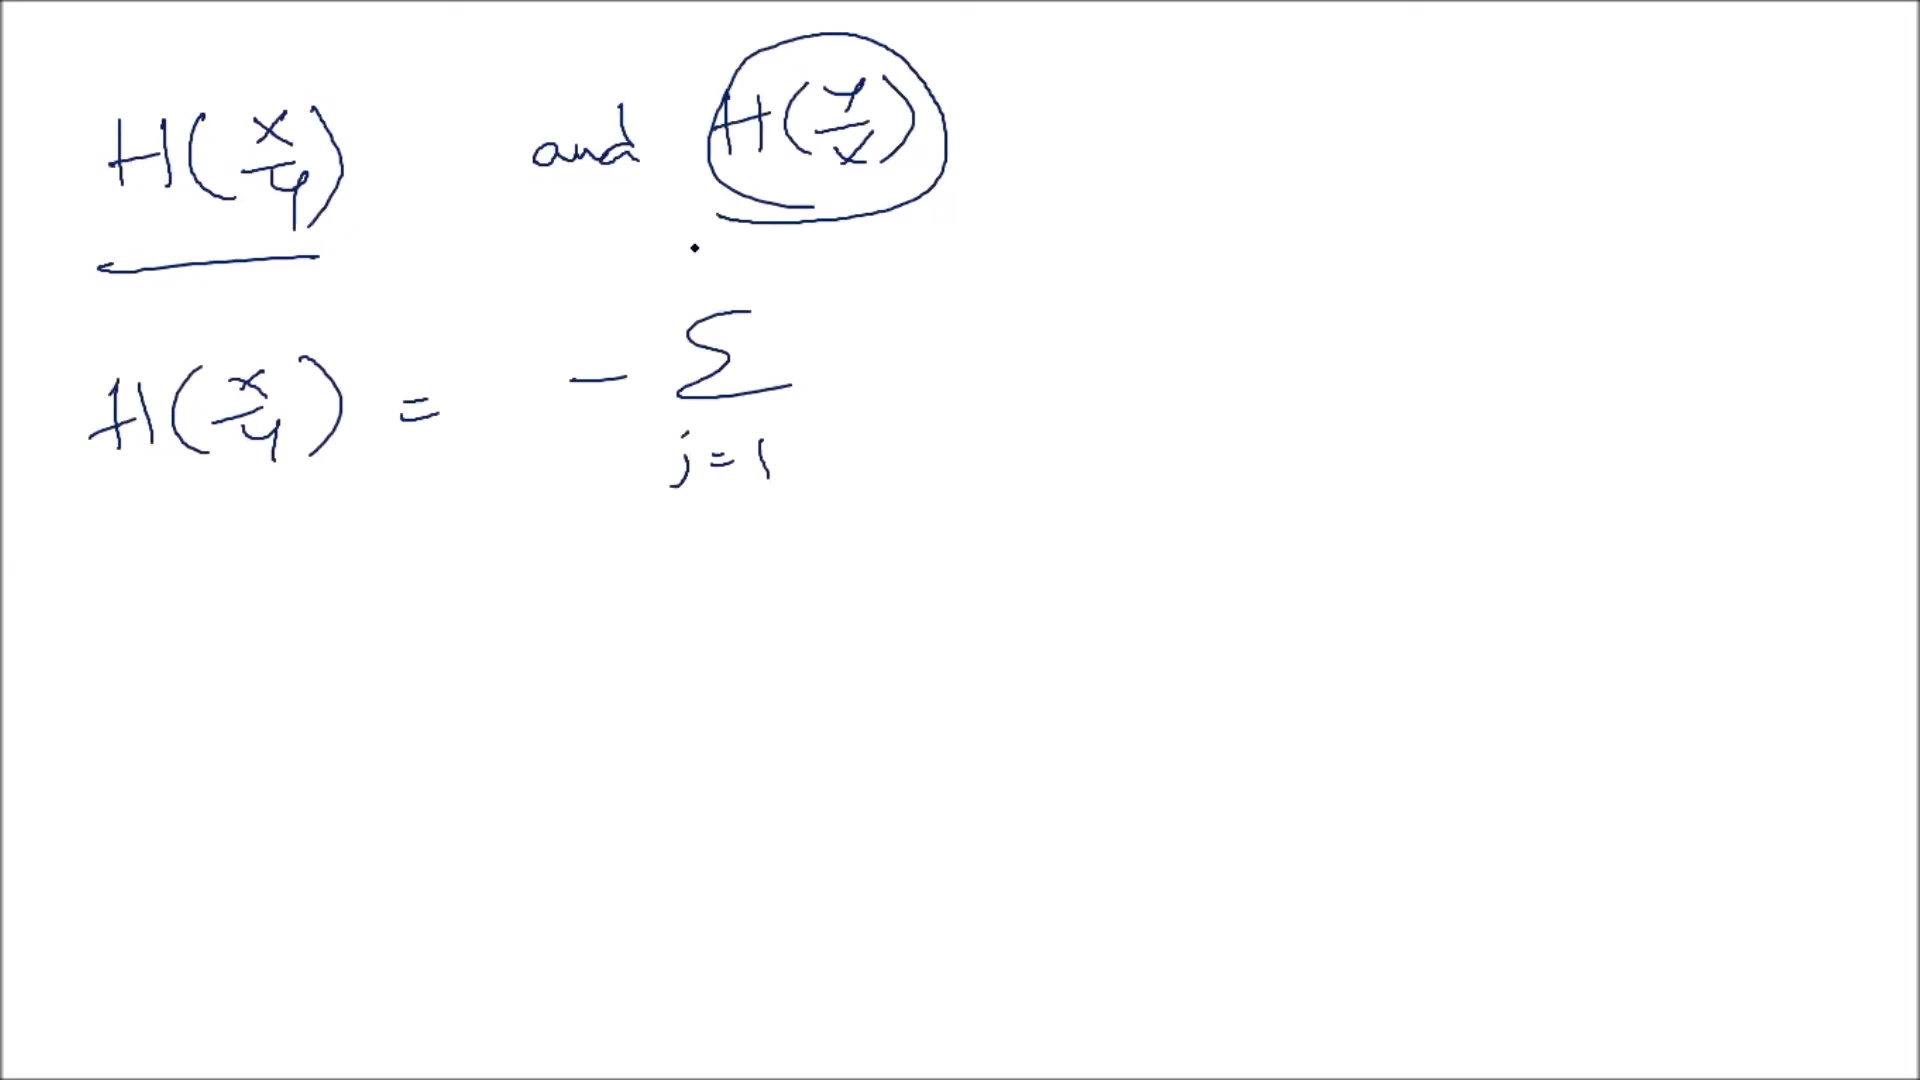 H(X/Y) and H(Y/X)
H(X/Y) = - Σ j=1